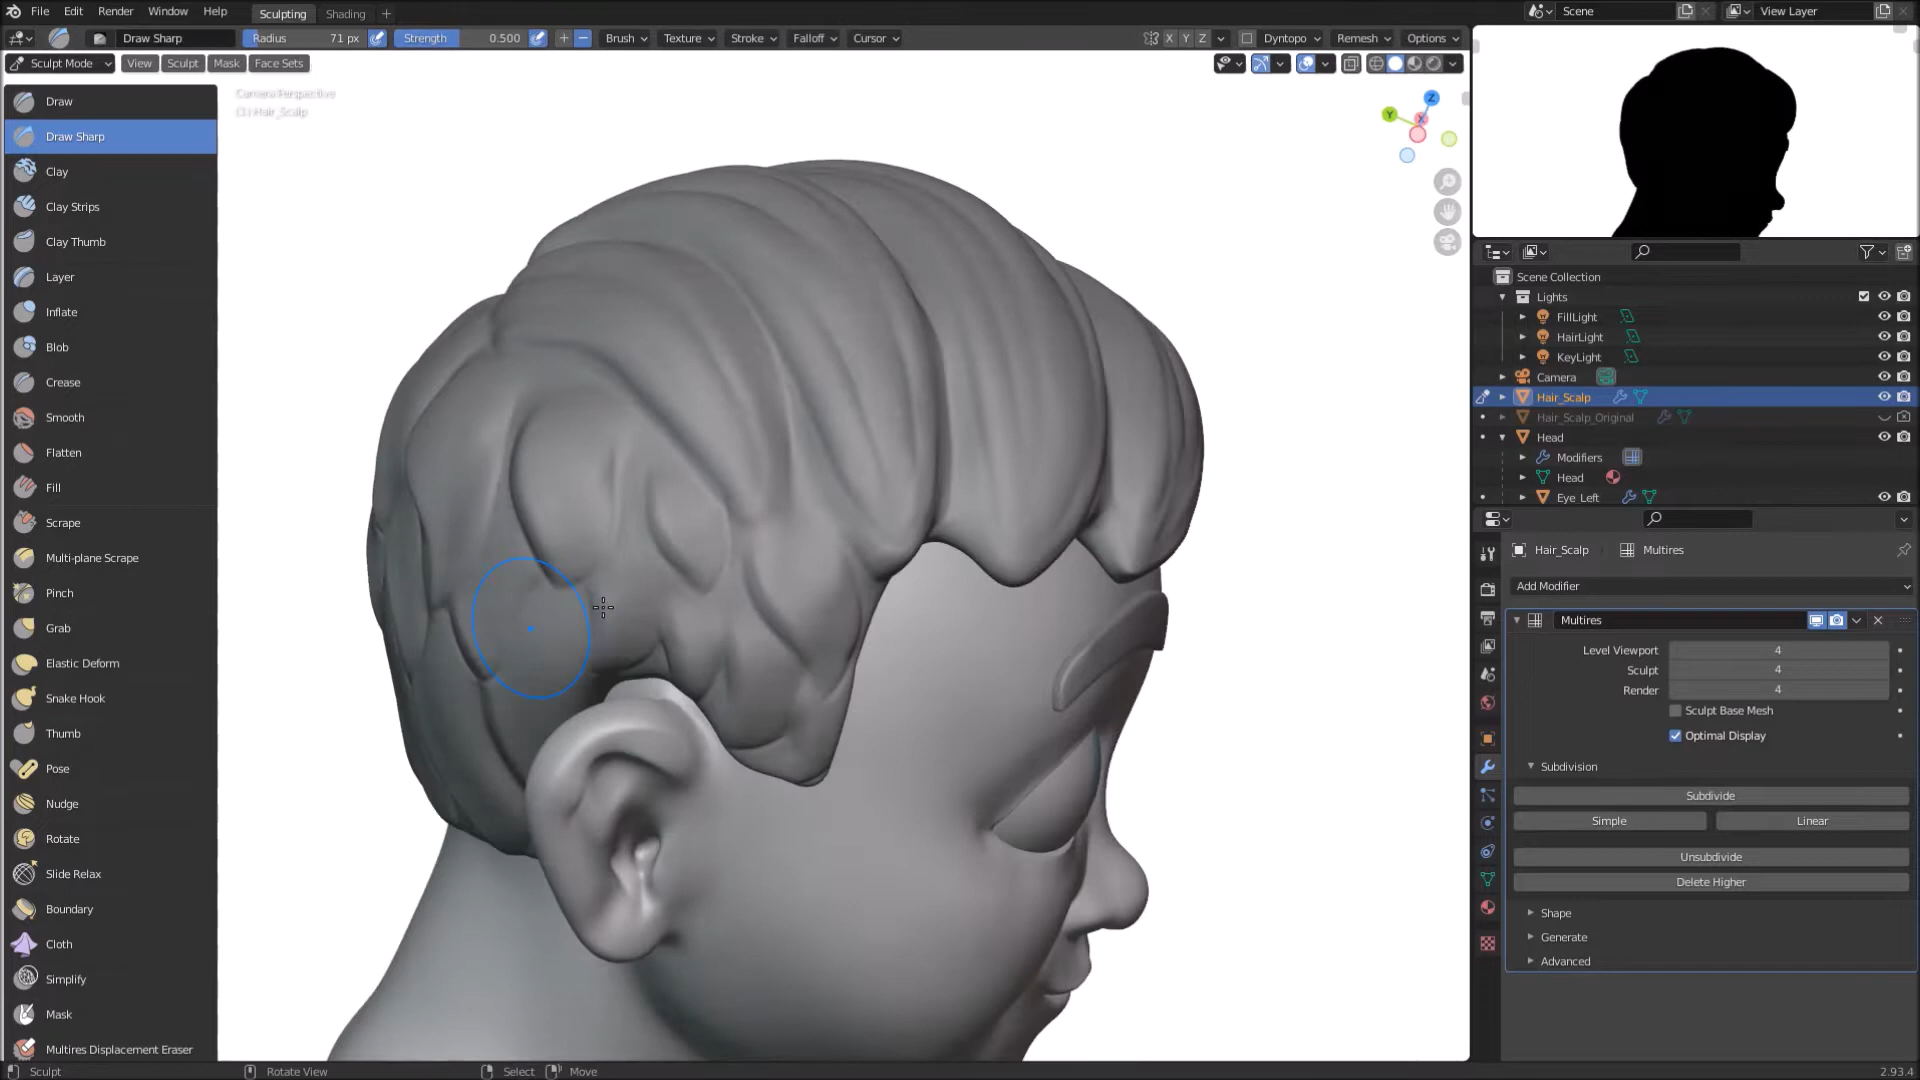 File Edit Render Window Help Sculpting Shading + Scene View Layer
Draw Sharp Radius 71 px Strength 0.500 + − Brush Texture Stroke Falloff Cursor X Y Z Dyntopo Remesh Options
Sculpt Mode View Sculpt Mask Face Sets
Camera Perspective
(1) Hair_Scalp
Z
Y
X
Draw
Draw Sharp
Clay
Clay Strips
Clay Thumb
Layer
Inflate
Blob
Crease
Smooth
Flatten
Fill
Scrape
Multi-plane Scrape
Pinch
Grab
Elastic Deform
Snake Hook
Thumb
Pose
Nudge
Rotate
Slide Relax
Boundary
Cloth
Simplify
Mask
Multires Displacement Eraser
Scene Collection
Lights
FillLight
HairLight
KeyLight
Camera
Hair_Scalp
Hair_Scalp_Original
Head
Modifiers
Head
Eye_Left
Hair_Scalp Multires
Add Modifier
Multires
Level Viewport 4
Sculpt 4
Render 4
Sculpt Base Mesh
Optimal Display
Subdivision
Subdivide
Simple Linear
Unsubdivide
Delete Higher
Shape
Generate
Advanced
Sculpt Rotate View Select Move 2.93.4